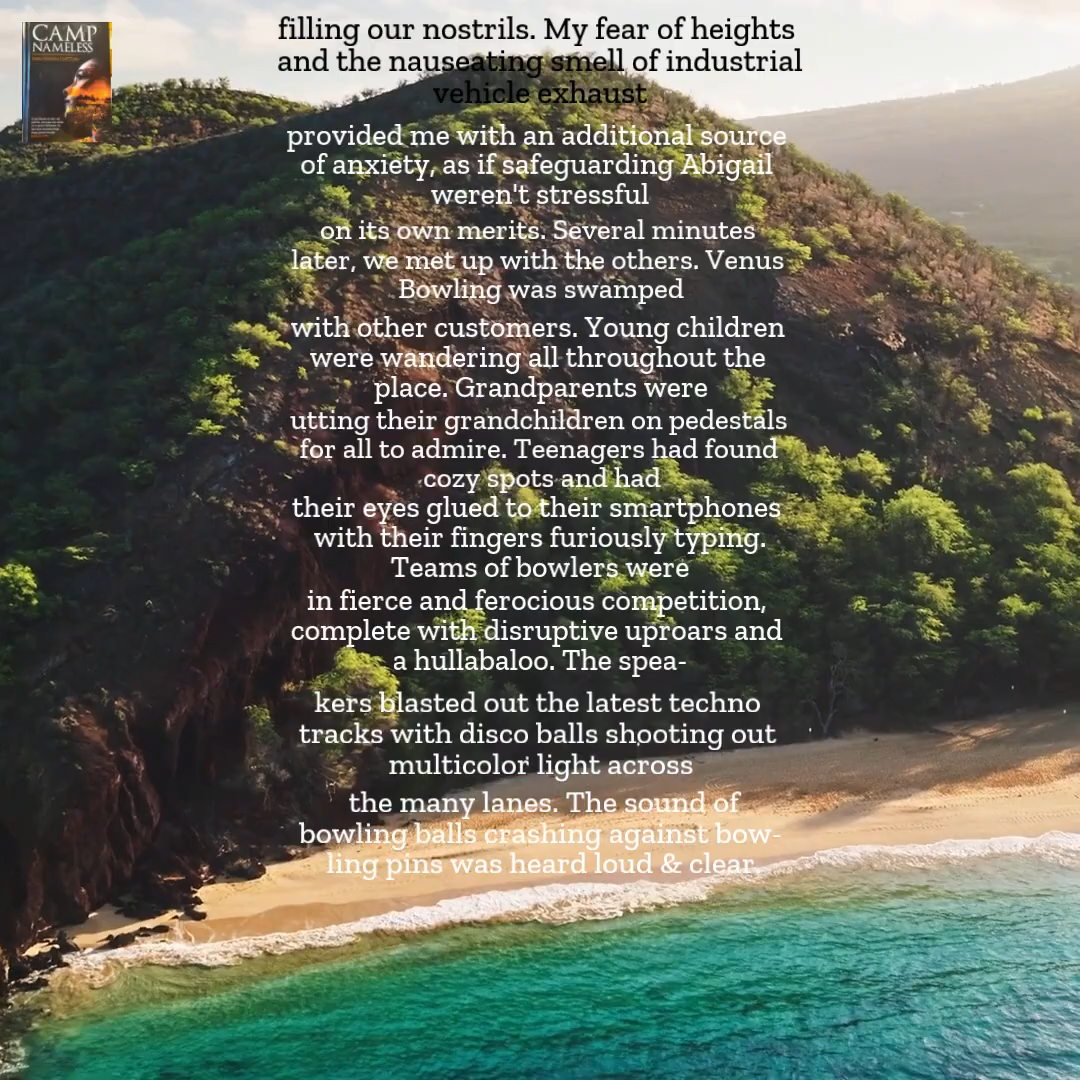 CAMP
NAMELESS
filling our nostrils. My fear of heights
and the nauseating smell of industrial
vehicle exhaust
provided me with an additional source
of anxiety, as if safeguarding Abigail
weren't stressful
on its own merits. Several minutes
later, we met up with the others. Venus
Bowling was swamped
with other customers. Young children
were wandering all throughout the
place. Grandparents were
utting their grandchildren on pedestals
for all to admire. Teenagers had found
cozy spots and had
their eyes glued to their smartphones
with their fingers furiously typing.
Teams of bowlers were
in fierce and ferocious competition,
complete with disruptive uproars and
a hullabaloo. The spea-
kers blasted out the latest techno
tracks with disco balls shooting out
multicolor light across
the many lanes. The sound of
bowling balls crashing against bow-
ling pins was heard loud & clear.